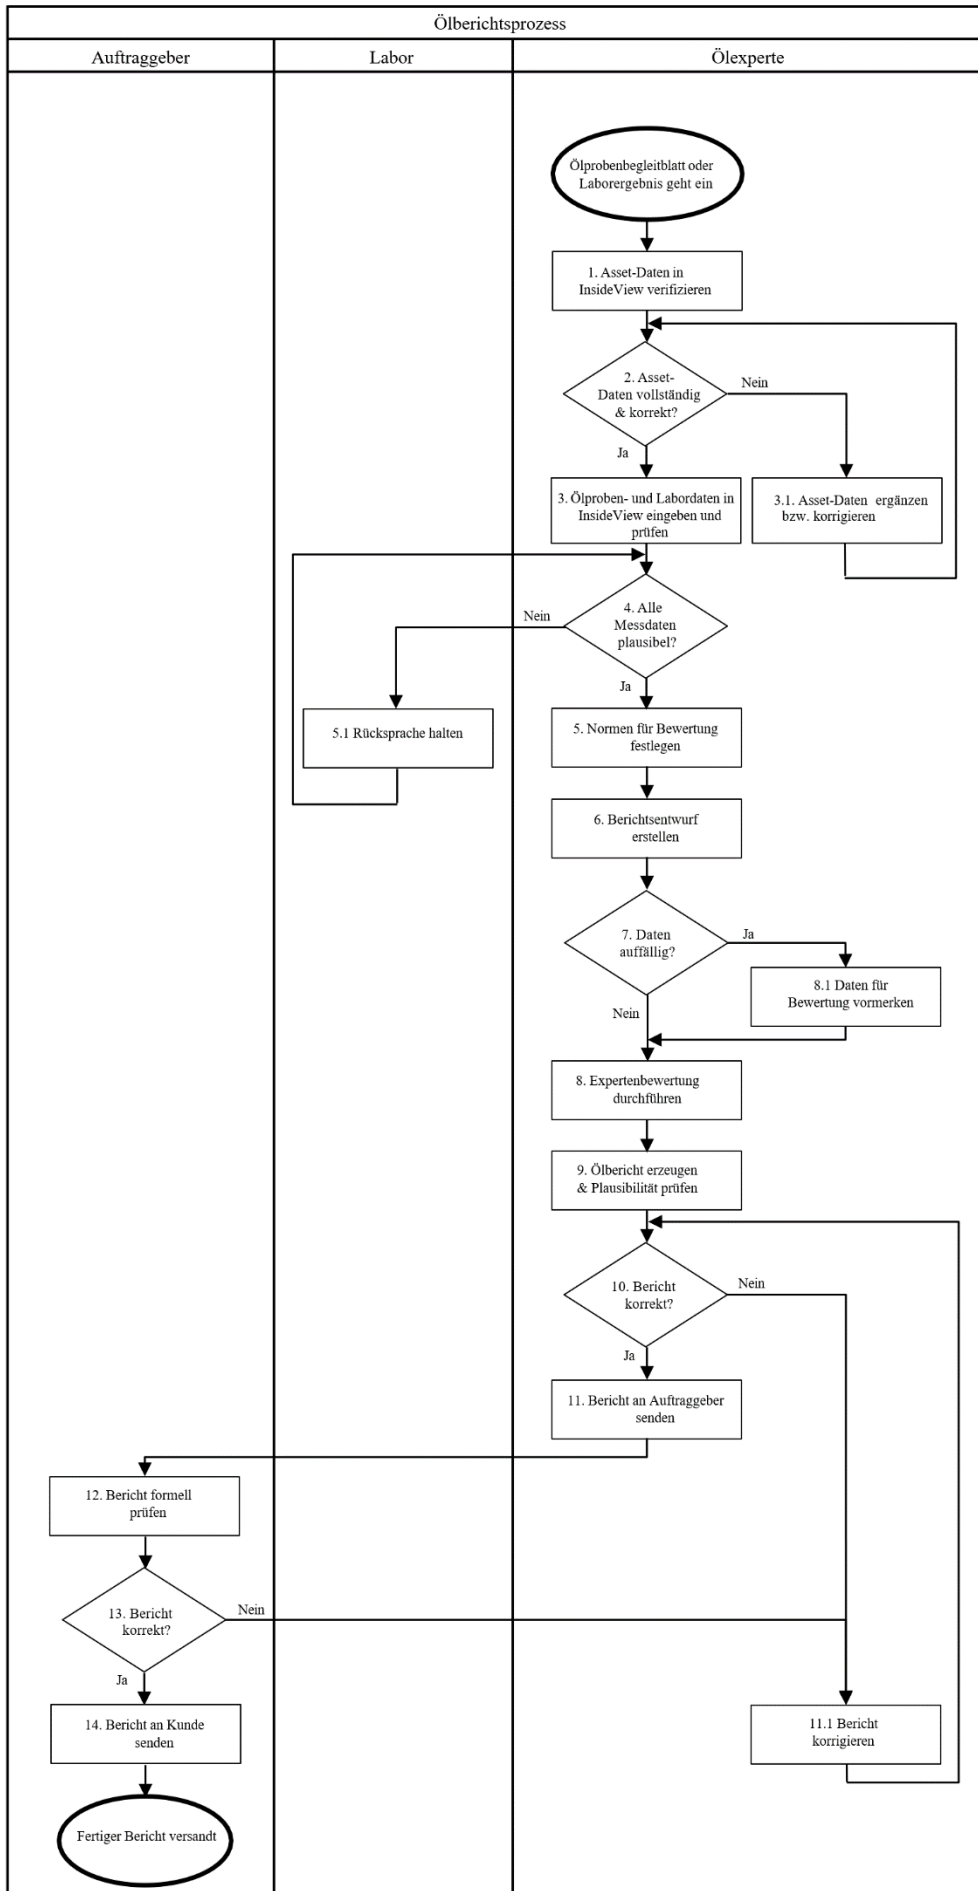 Ölberichtsprozess
Auftraggeber
Labor
Ölexperte
Ölprobenbegleitblatt oder
Laborergebnis geht ein
1. Asset-Daten in
InsideView verifizieren
2. Asset-
Daten vollständig
& korrekt?
Nein
Ja
3. Ölproben- und Labordaten in
InsideView eingeben und
prüfen
3.1. Asset-Daten ergänzen
bzw. korrigieren
4. Alle
Messdaten
plausibel?
Nein
Ja
5.1 Rücksprache halten
5. Normen für Bewertung
festlegen
6. Berichtsentwurf
erstellen
7. Daten
auffällig?
Ja
Nein
8.1 Daten für
Bewertung vormerken
8. Expertenbewertung
durchführen
9. Ölbericht erzeugen
& Plausibilität prüfen
10. Bericht
korrekt?
Nein
Ja
11. Bericht an Auftraggeber
senden
12. Bericht formell
prüfen
13. Bericht
korrekt?
Nein
Ja
14. Bericht an Kunde
senden
11.1 Bericht
korrigieren
Fertiger Bericht versandt